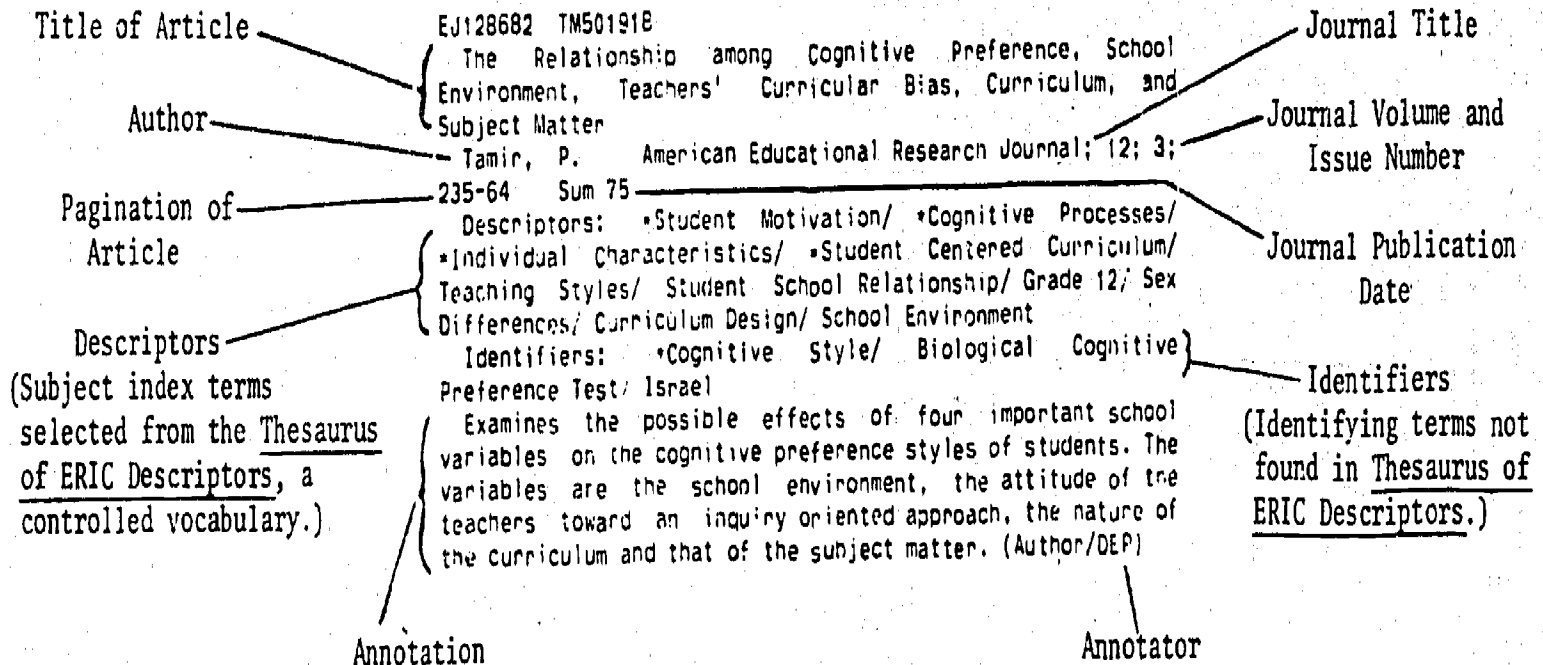 Title of Article
EJ128682 TM501918
Journal Title
The Relationship among Cognitive Preference, School
Environment, Teachers' Curricular Bias, Curriculum, and
Subject Matter
Author
Journal Volume and
Issue Number
Tamir, P. American Educational Research Journal; 12; 3;
235-64 Sum 75
Pagination of
Article
Journal Publication
Date
Descriptors: *Student Motivation/ *Cognitive Processes/
*Individual Characteristics/ *Student Centered Curriculum/
Teaching Styles/ Student School Relationship/ Grade 12/ Sex
Differences/ Curriculum Design/ School Environment
Descriptors
(Subject index terms
selected from the Thesaurus
of ERIC Descriptors, a
controlled vocabulary.)
Identifiers: *Cognitive Style/ Biological Cognitive
Preference Test/ Israel
Identifiers
(Identifying terms not
found in Thesaurus of
ERIC Descriptors.)
Examines the possible effects of four important school
variables on the cognitive preference styles of students. The
variables are the school environment, the attitude of the
teachers toward an inquiry oriented approach, the nature of
the curriculum and that of the subject matter. (Author/DEP)
Annotation
Annotator